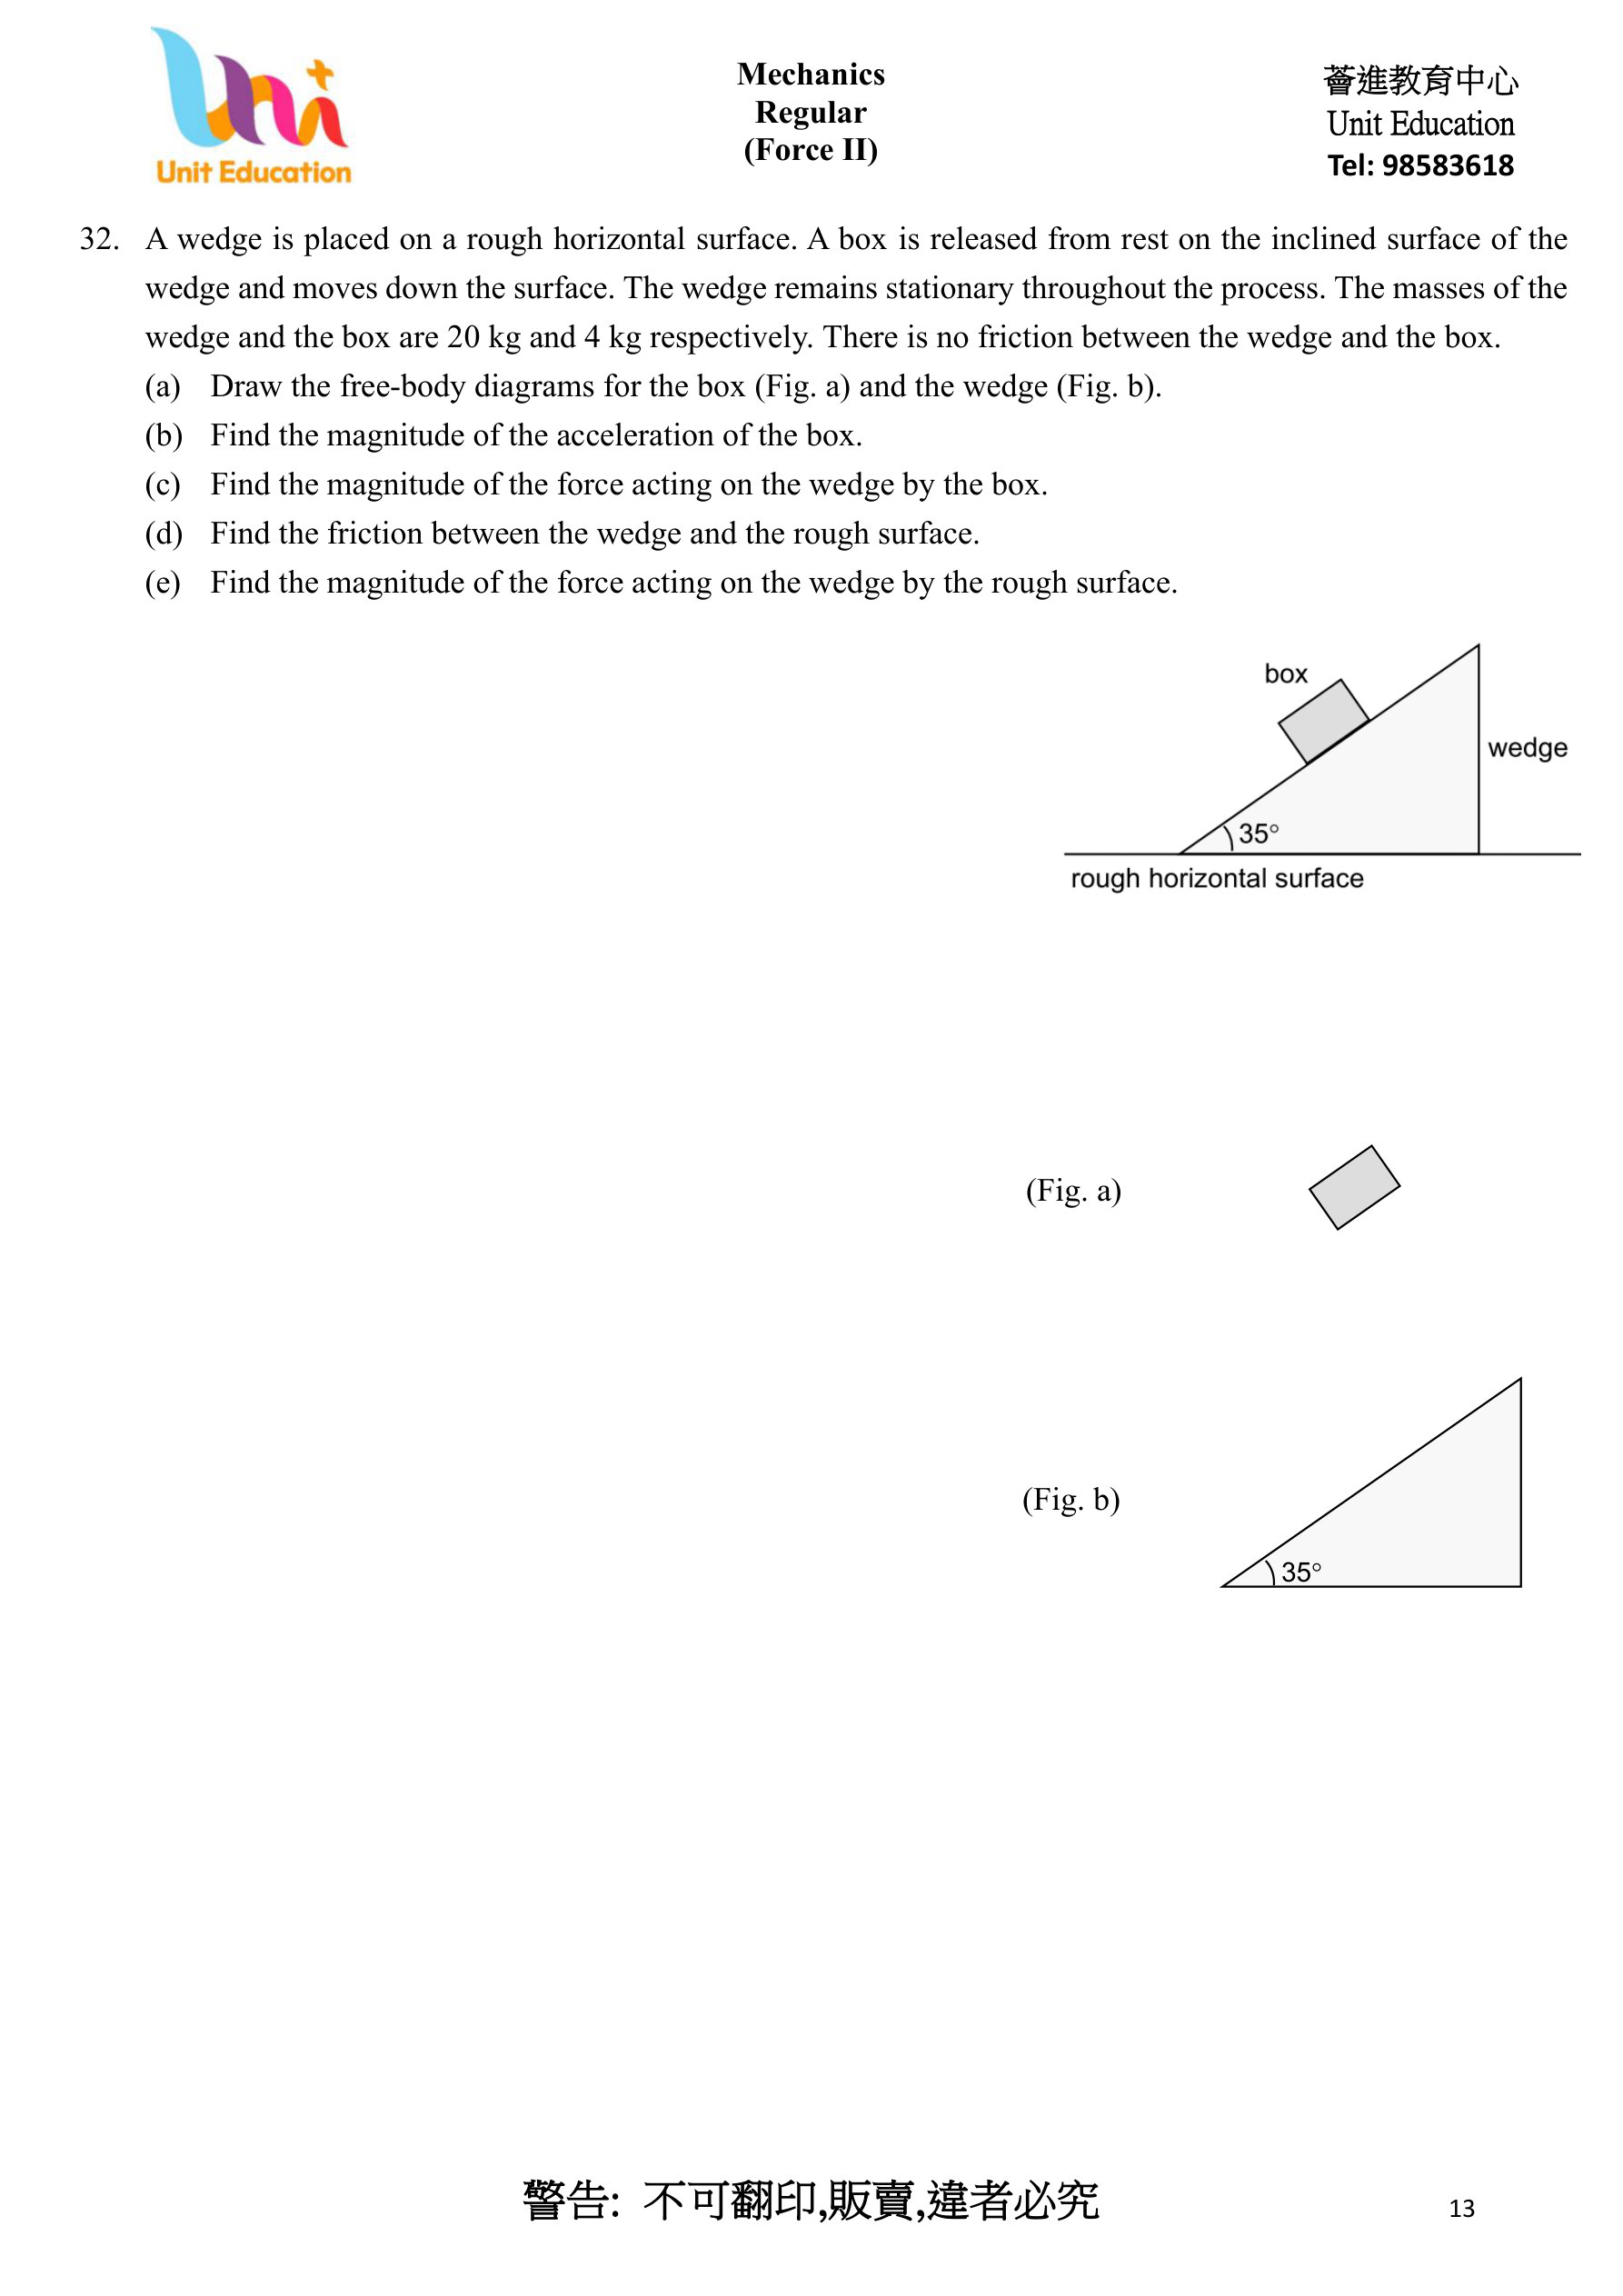 Uni+
Unit Education
Mechanics
Regular
(Force II)
薈進教育中心
Unit Education
Tel: 98583618
32. A wedge is placed on a rough horizontal surface. A box is released from rest on the inclined surface of the
wedge and moves down the surface. The wedge remains stationary throughout the process. The masses of the
wedge and the box are 20 kg and 4 kg respectively. There is no friction between the wedge and the box.
(a) Draw the free-body diagrams for the box (Fig. a) and the wedge (Fig. b).
(b) Find the magnitude of the acceleration of the box.
(c) Find the magnitude of the force acting on the wedge by the box.
(d) Find the friction between the wedge and the rough surface.
(e) Find the magnitude of the force acting on the wedge by the rough surface.
box
wedge
35°
rough horizontal surface
(Fig. a)
(Fig. b)
35°
警告: 不可翻印,販賣,違者必究
13